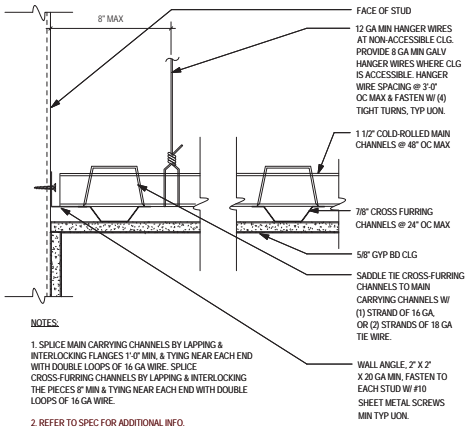 8" MAX
FACE OF STUD
12 GA MIN HANGER WIRES
AT NON-ACCESSIBLE CLG.
PROVIDE 8 GA MIN GALV
HANGER WIRES WHERE CLG
IS ACCESSIBLE. HANGER
WIRE SPACING @ 3'-0"
OC MAX & FASTEN W/ (4)
TIGHT TURNS, TYP UON.
1 1/2" COLD-ROLLED MAIN
CHANNELS @ 48" OC MAX
7/8" CROSS FURRING
CHANNELS @ 24" OC MAX
5/8" GYP BD CLG
SADDLE TIE CROSS-FURRING
CHANNELS TO MAIN
CARRYING CHANNELS W/
(1) STRAND OF 16 GA,
OR (2) STRANDS OF 18 GA
TIE WIRE.
WALL ANGLE, 2" X 2"
X 20 GA MIN, FASTEN TO
EACH STUD W/ #10
SHEET METAL SCREWS
MIN TYP UON.
NOTES:
1. SPLICE MAIN CARRYING CHANNELS BY LAPPING &
INTERLOCKING FLANGES 1'-0" MIN, & TYING NEAR EACH END
WITH DOUBLE LOOPS OF 16 GA WIRE. SPLICE
CROSS-FURRING CHANNELS BY LAPPING & INTERLOCKING
THE PIECES 8" MIN & TYING NEAR EACH END WITH DOUBLE
LOOPS OF 16 GA WIRE.
2. REFER TO SPEC FOR ADDITIONAL INFO.